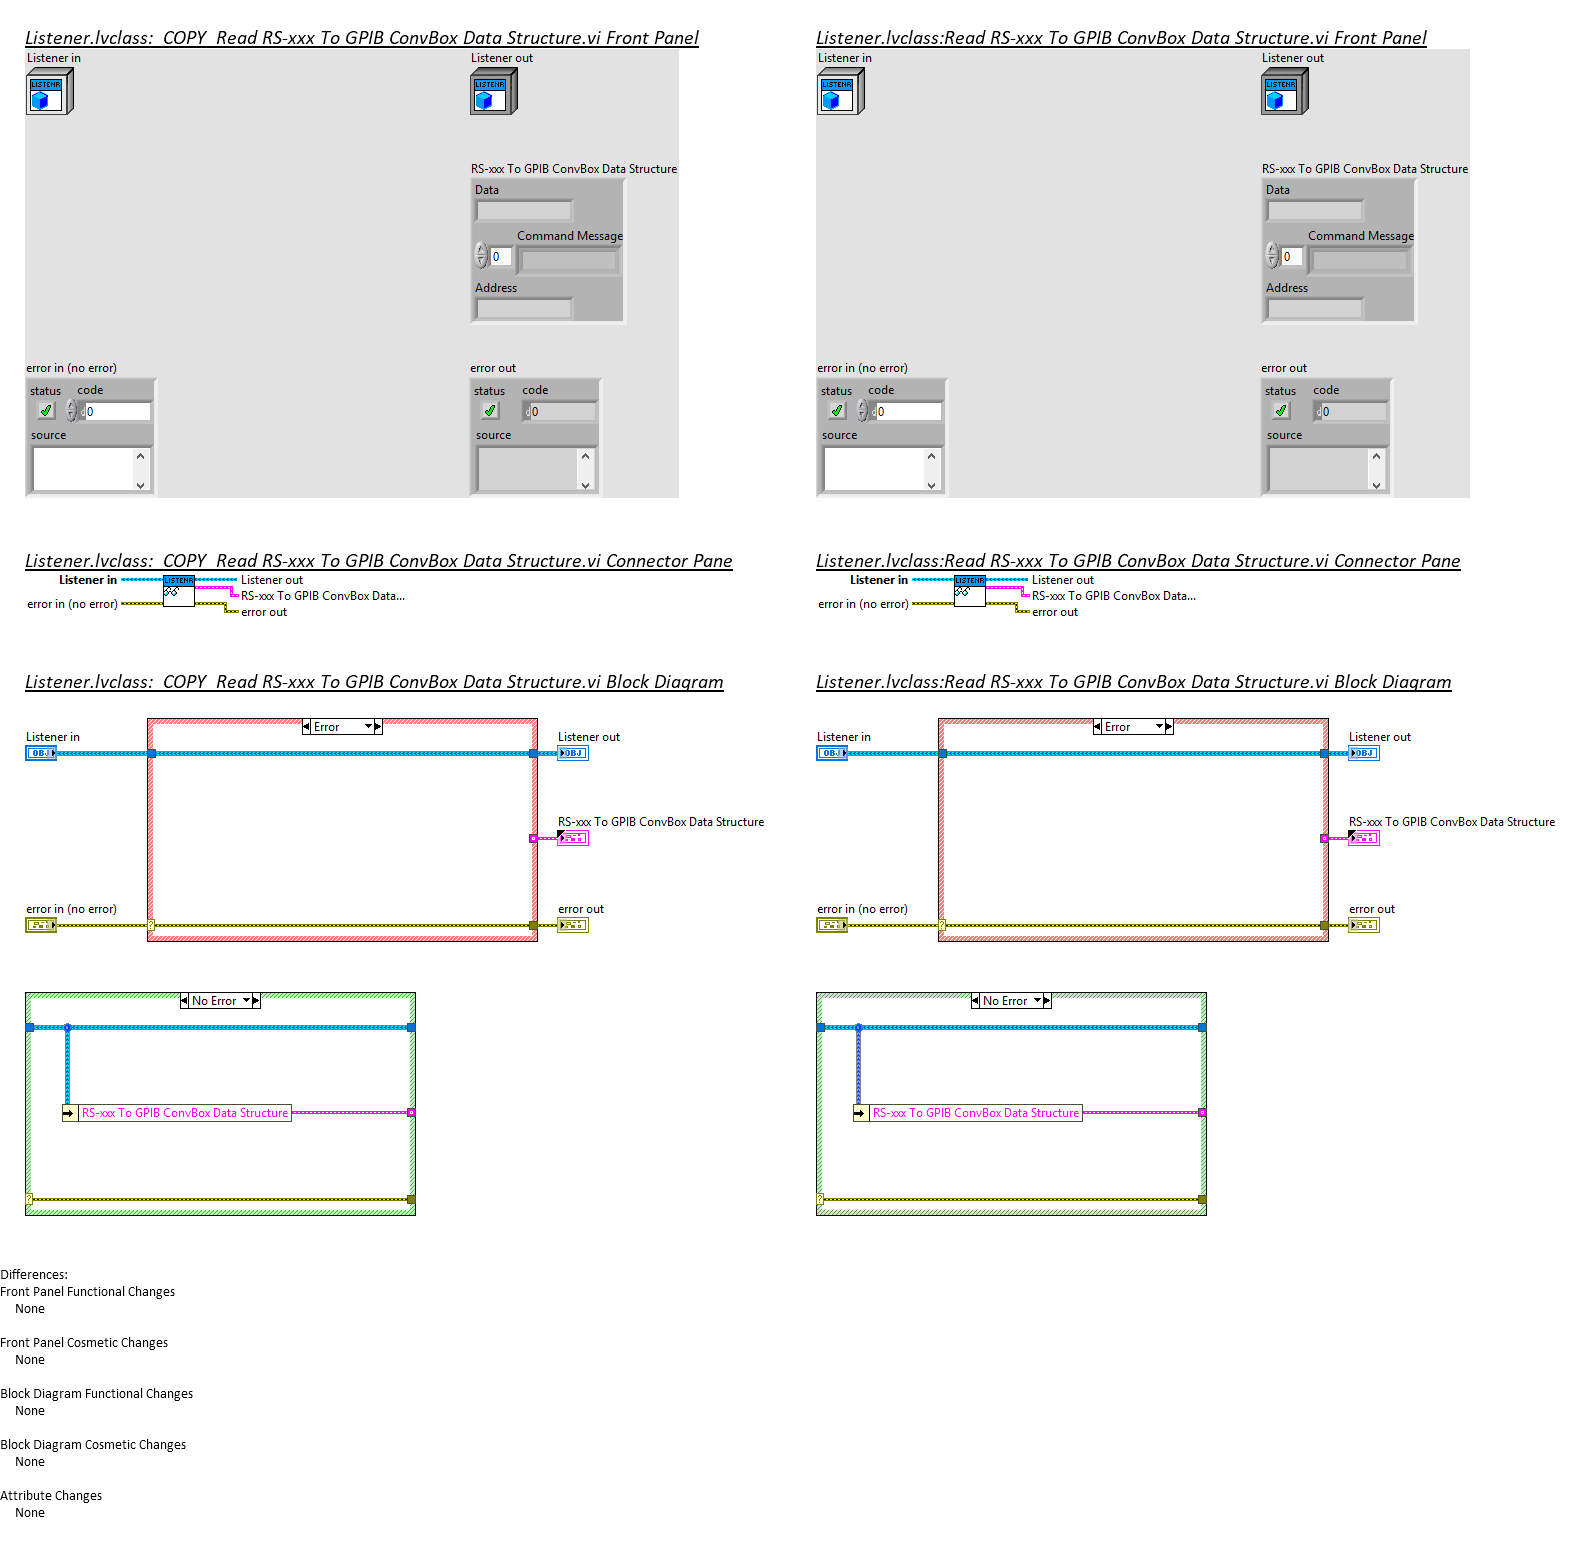 Listener.lvclass:  COPY  Read RS-xxx To GPIB ConvBox Data Structure.vi Front Panel
Listener in
LISTENR
Listener out
LISTENR
RS-xxx To GPIB ConvBox Data Structure
Data
Command Message
0
Address
error in (no error)
status code
d 0
source
error out
status code
d 0
source
Listener.lvclass:Read RS-xxx To GPIB ConvBox Data Structure.vi Front Panel
Listener in
LISTENR
Listener out
LISTENR
RS-xxx To GPIB ConvBox Data Structure
Data
Command Message
0
Address
error in (no error)
status code
d 0
source
error out
status code
d 0
source
Listener.lvclass:  COPY  Read RS-xxx To GPIB ConvBox Data Structure.vi Connector Pane
Listener in
LISTENR
Listener out
RS-xxx To GPIB ConvBox Data...
error in (no error)
error out
Listener.lvclass:Read RS-xxx To GPIB ConvBox Data Structure.vi Connector Pane
Listener in
LISTENR
Listener out
RS-xxx To GPIB ConvBox Data...
error in (no error)
error out
Listener.lvclass:  COPY  Read RS-xxx To GPIB ConvBox Data Structure.vi Block Diagram
Error
Listener in
OBJ
Listener out
OBJ
RS-xxx To GPIB ConvBox Data Structure
error in (no error)
?
error out
No Error
RS-xxx To GPIB ConvBox Data Structure
?
Listener.lvclass:Read RS-xxx To GPIB ConvBox Data Structure.vi Block Diagram
Error
Listener in
OBJ
Listener out
OBJ
RS-xxx To GPIB ConvBox Data Structure
error in (no error)
?
error out
No Error
RS-xxx To GPIB ConvBox Data Structure
?
Differences:
Front Panel Functional Changes
None
Front Panel Cosmetic Changes
None
Block Diagram Functional Changes
None
Block Diagram Cosmetic Changes
None
Attribute Changes
None